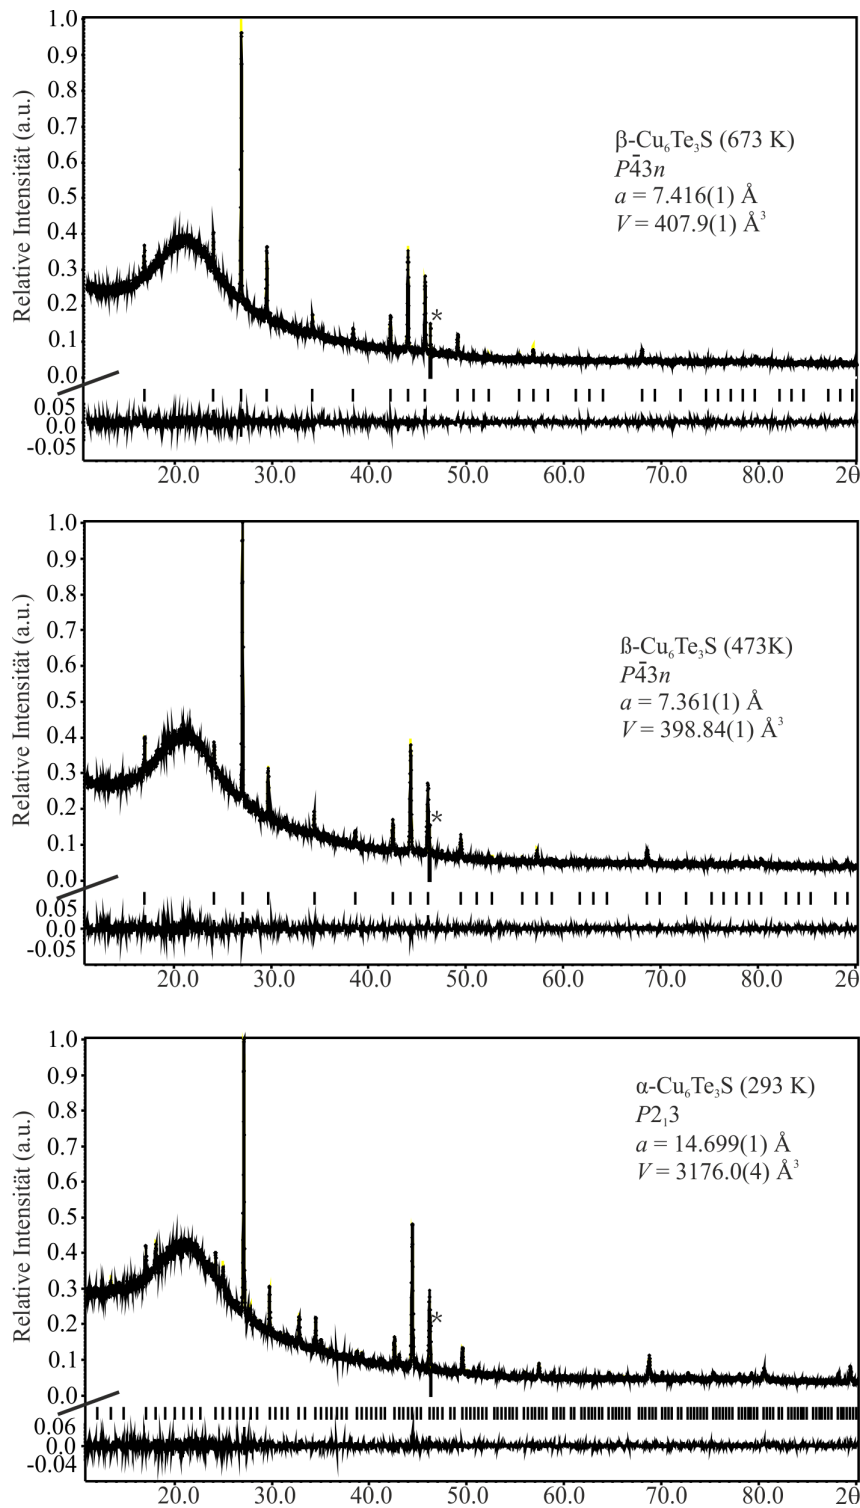 Relative Intensität (a.u.)
1.0
0.9
0.8
0.7
0.6
0.5
0.4
0.3
0.2
0.1
0.0
0.05
0.0
-0.05
β-Cu₆Te₃S (673 K)
P4̄3n
a = 7.416(1) Å
V = 407.9(1) Å³
*
20.0 30.0 40.0 50.0 60.0 70.0 80.0 2θ
Relative Intensität (a.u.)
1.0
0.9
0.8
0.7
0.6
0.5
0.4
0.3
0.2
0.1
0.0
0.05
0.0
-0.05
ß-Cu₆Te₃S (473K)
P4̄3n
a = 7.361(1) Å
V = 398.84(1) Å³
*
20.0 30.0 40.0 50.0 60.0 70.0 80.0 2θ
Relative Intensität (a.u.)
1.0
0.9
0.8
0.7
0.6
0.5
0.4
0.3
0.2
0.1
0.0
0.06
0.0
-0.04
α-Cu₆Te₃S (293 K)
P2₁3
a = 14.699(1) Å
V = 3176.0(4) Å³
*
20.0 30.0 40.0 50.0 60.0 70.0 80.0 2θ